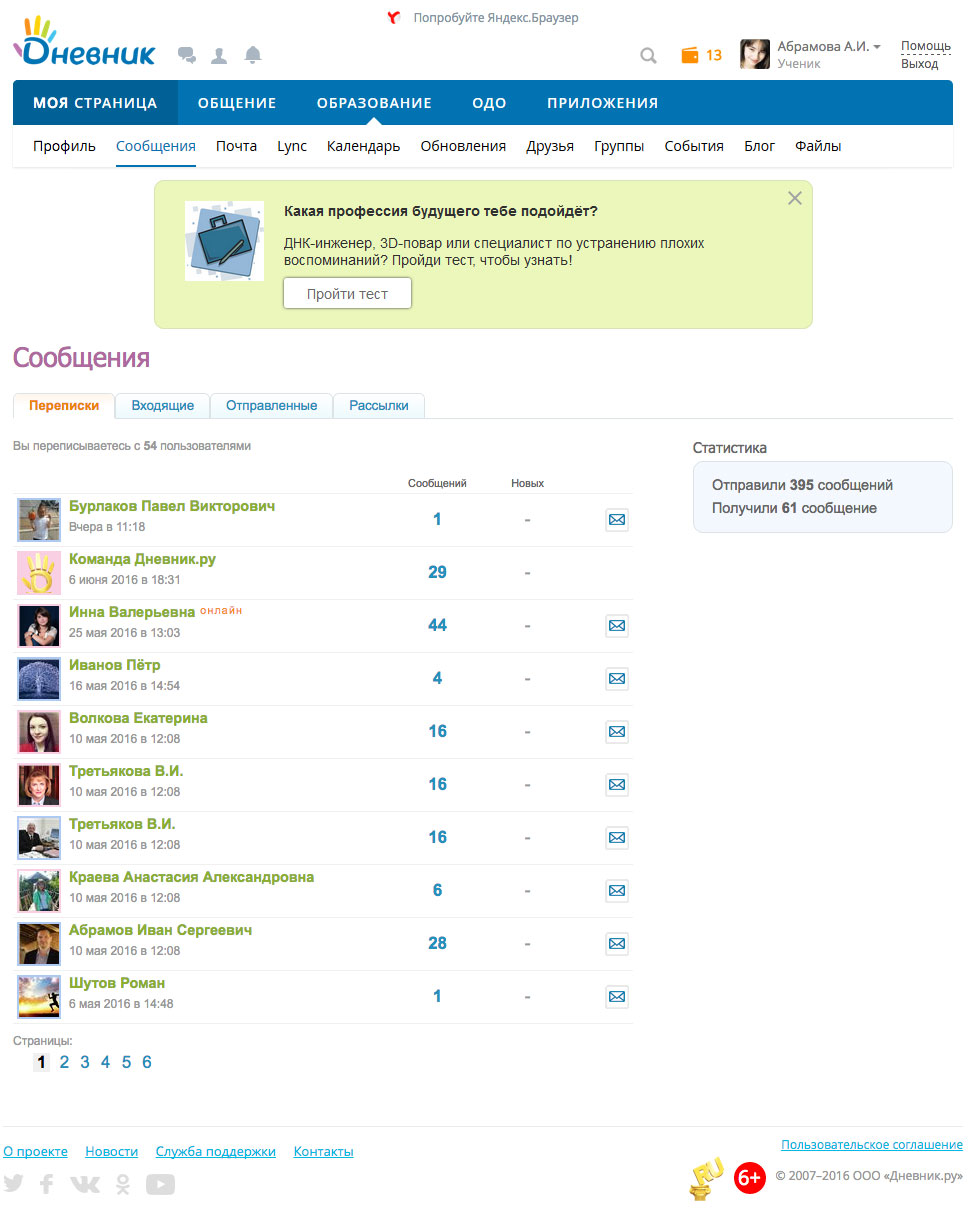 Попробуйте Яндекс.Браузер
Дневник
13
Абрамова А.И.
Ученик
Помощь
Выход
МОЯ СТРАНИЦА ОБЩЕНИЕ ОБРАЗОВАНИЕ ОДО ПРИЛОЖЕНИЯ
Профиль Сообщения Почта Lync Календарь Обновления Друзья Группы События Блог Файлы
Какая профессия будущего тебе подойдёт?
ДНК-инженер, 3D-повар или специалист по устранению плохих
воспоминаний? Пройди тест, чтобы узнать!
Пройти тест
Сообщения
Переписки Входящие Отправленные Рассылки
Вы переписываетесь с 54 пользователями
Сообщений Новых
Бурлаков Павел Викторович
Вчера в 11:18
1 -
Команда Дневник.ру
6 июня 2016 в 18:31
29 -
Инна Валерьевна онлайн
25 мая 2016 в 13:03
44 -
Иванов Пётр
16 мая 2016 в 14:54
4 -
Волкова Екатерина
10 мая 2016 в 12:08
16 -
Третьякова В.И.
10 мая 2016 в 12:08
16 -
Третьяков В.И.
10 мая 2016 в 12:08
16 -
Краева Анастасия Александровна
10 мая 2016 в 12:08
6 -
Абрамов Иван Сергеевич
10 мая 2016 в 12:08
28 -
Шутов Роман
6 мая 2016 в 14:48
1 -
Страницы:
1 2 3 4 5 6
Статистика
Отправили 395 сообщений
Получили 61 сообщение
О проекте Новости Служба поддержки Контакты
Пользовательское соглашение
RU
6+
© 2007–2016 ООО «Дневник.ру»